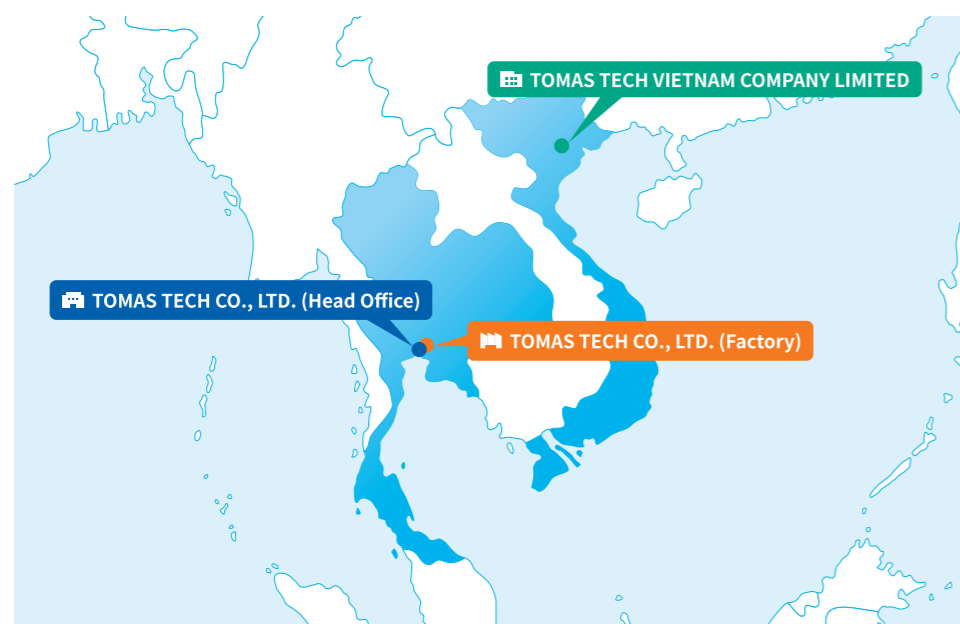 TOMAS TECH VIETNAM COMPANY LIMITED
TOMAS TECH CO., LTD. (Head Office)
TOMAS TECH CO., LTD. (Factory)